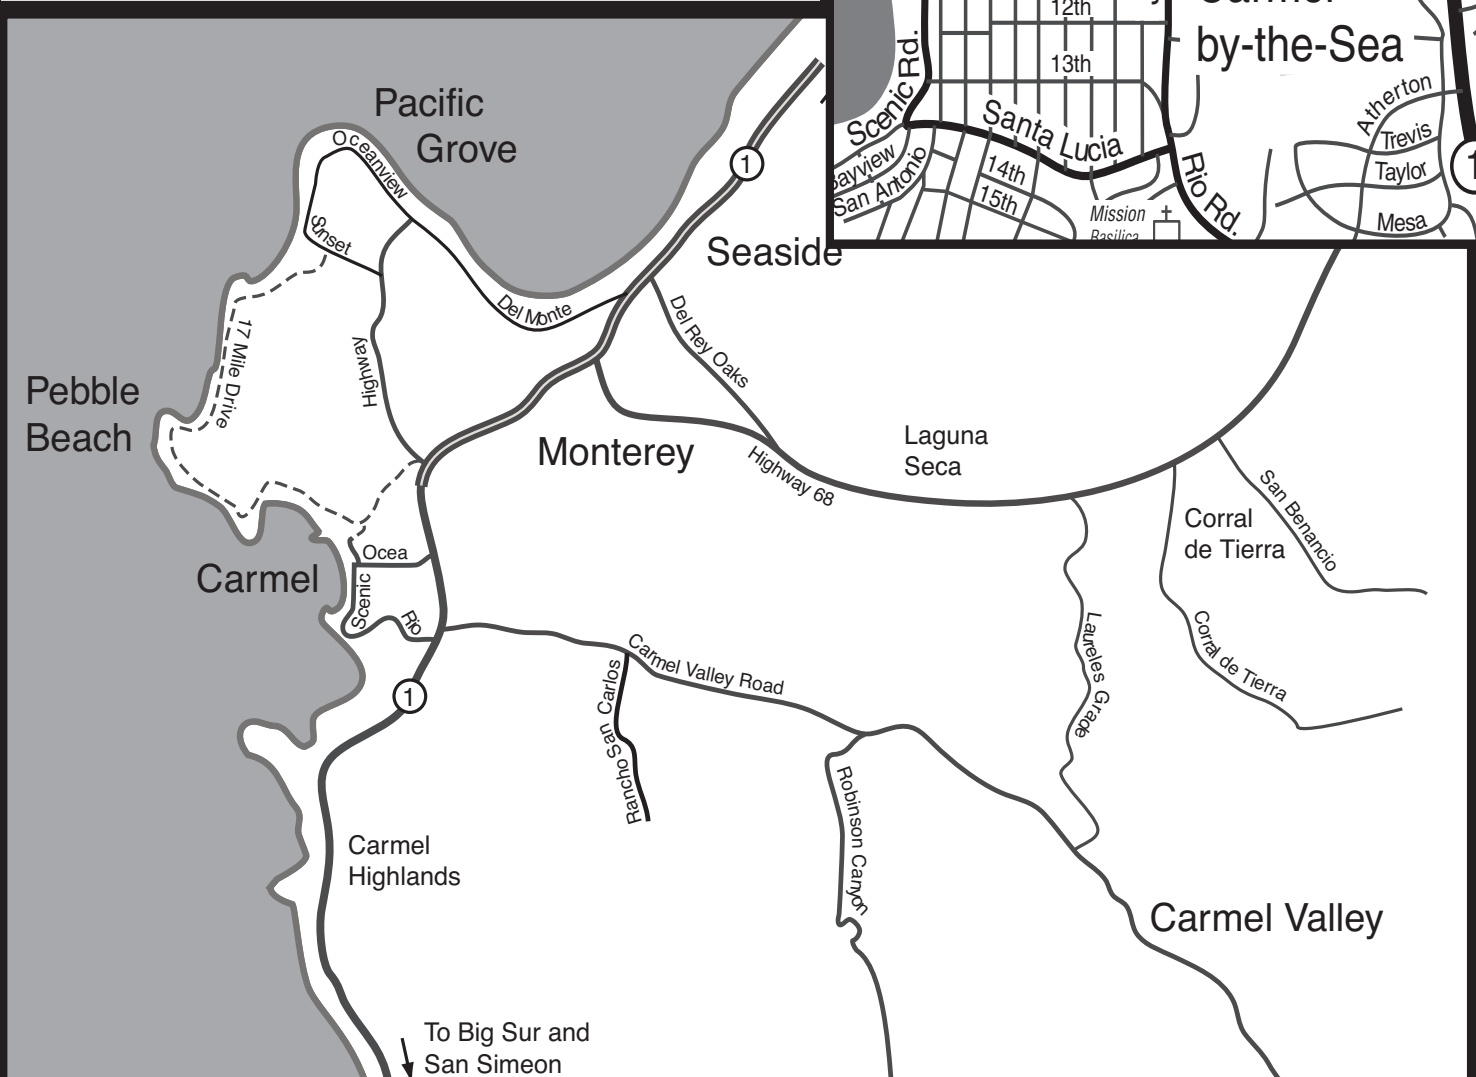 12th
by-the-Sea
13th
Scenic Rd.
Santa Lucia
Atherton
Trevis
Taylor
Mesa
14th
15th
San Antonio
Mission
Rio Rd.
Pacific
Grove
Oceanview
Sunset
1
Seaside
Del Monte
Del Rey Oaks
17 Mile Drive
Highway
Pebble
Beach
Monterey
Highway 68
Laguna
Seca
San Benancio
Corral
de Tierra
Ocea
Carmel
Scenic
Rio
Carmel Valley Road
Laureles Grade
Corral de Tierra
1
Rancho San Carlos
Robinson Canyon
Carmel
Highlands
Carmel Valley
To Big Sur and
San Simeon